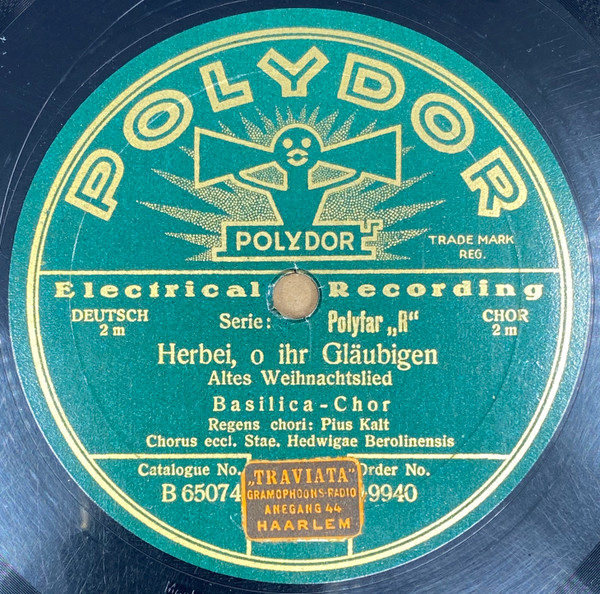 POLYDOR
POLYDOR
TRADE MARK
REG.
Electrical Recording
DEUTSCH
2 m
Serie: Polyfar „R“
CHOR
2 m
Herbei, o ihr Gläubigen
Altes Weihnachtslied
Basilica-Chor
Regens chori: Pius Kalt
Chorus eccl. Stae. Hedwigae Berolinensis
Catalogue No.
Order No.
B 65074
9940
„TRAVIATA“
GRAMOPHOONS-RADIO
ANEGANG 44
HAARLEM